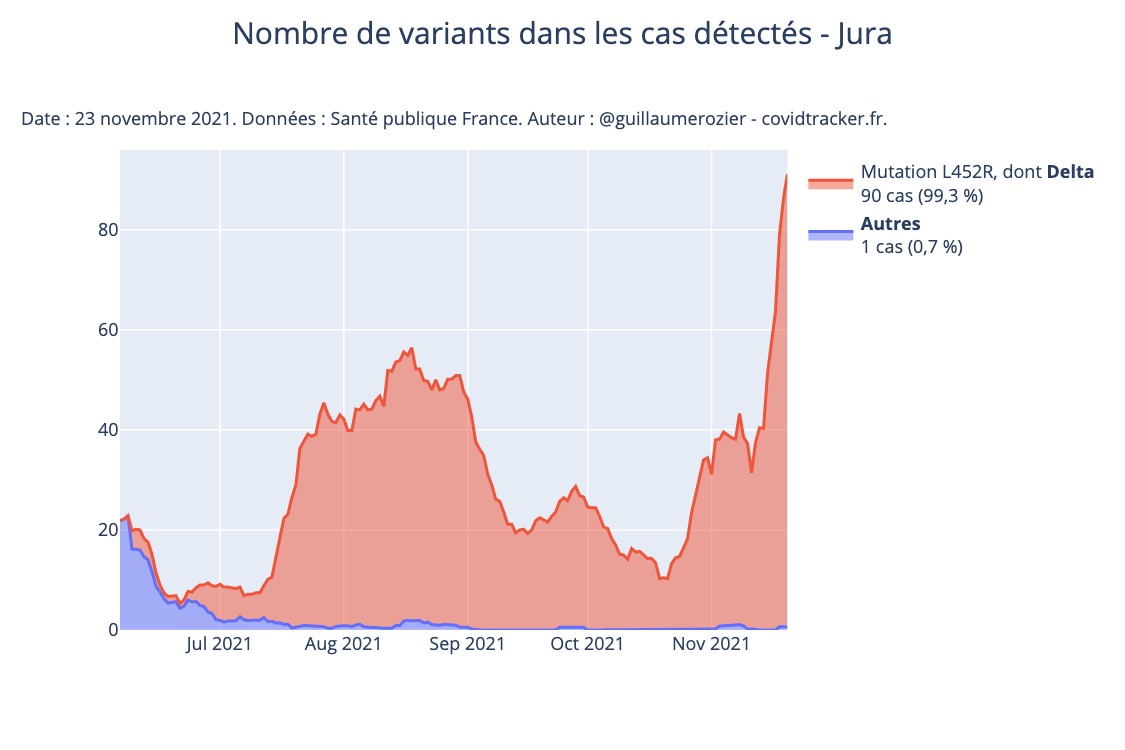 Nombre de variants dans les cas détectés - Jura
Date : 23 novembre 2021. Données : Santé publique France. Auteur : @guillaumerozier - covidtracker.fr.
Mutation L452R, dont Delta
90 cas (99,3 %)
Autres
1 cas (0,7 %)
80
60
40
20
0
Jul 2021
Aug 2021
Sep 2021
Oct 2021
Nov 2021